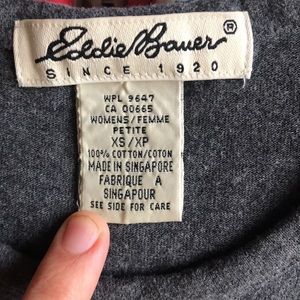 Eddie Bauer ®
SINCE 1920
WPL 9647
CA 00665
WOMENS/FEMME
PETITE
XS/XP
100% COTTON/COTON
MADE IN SINGAPORE
FABRIQUE A
SINGAPOUR
SEE SIDE FOR CARE